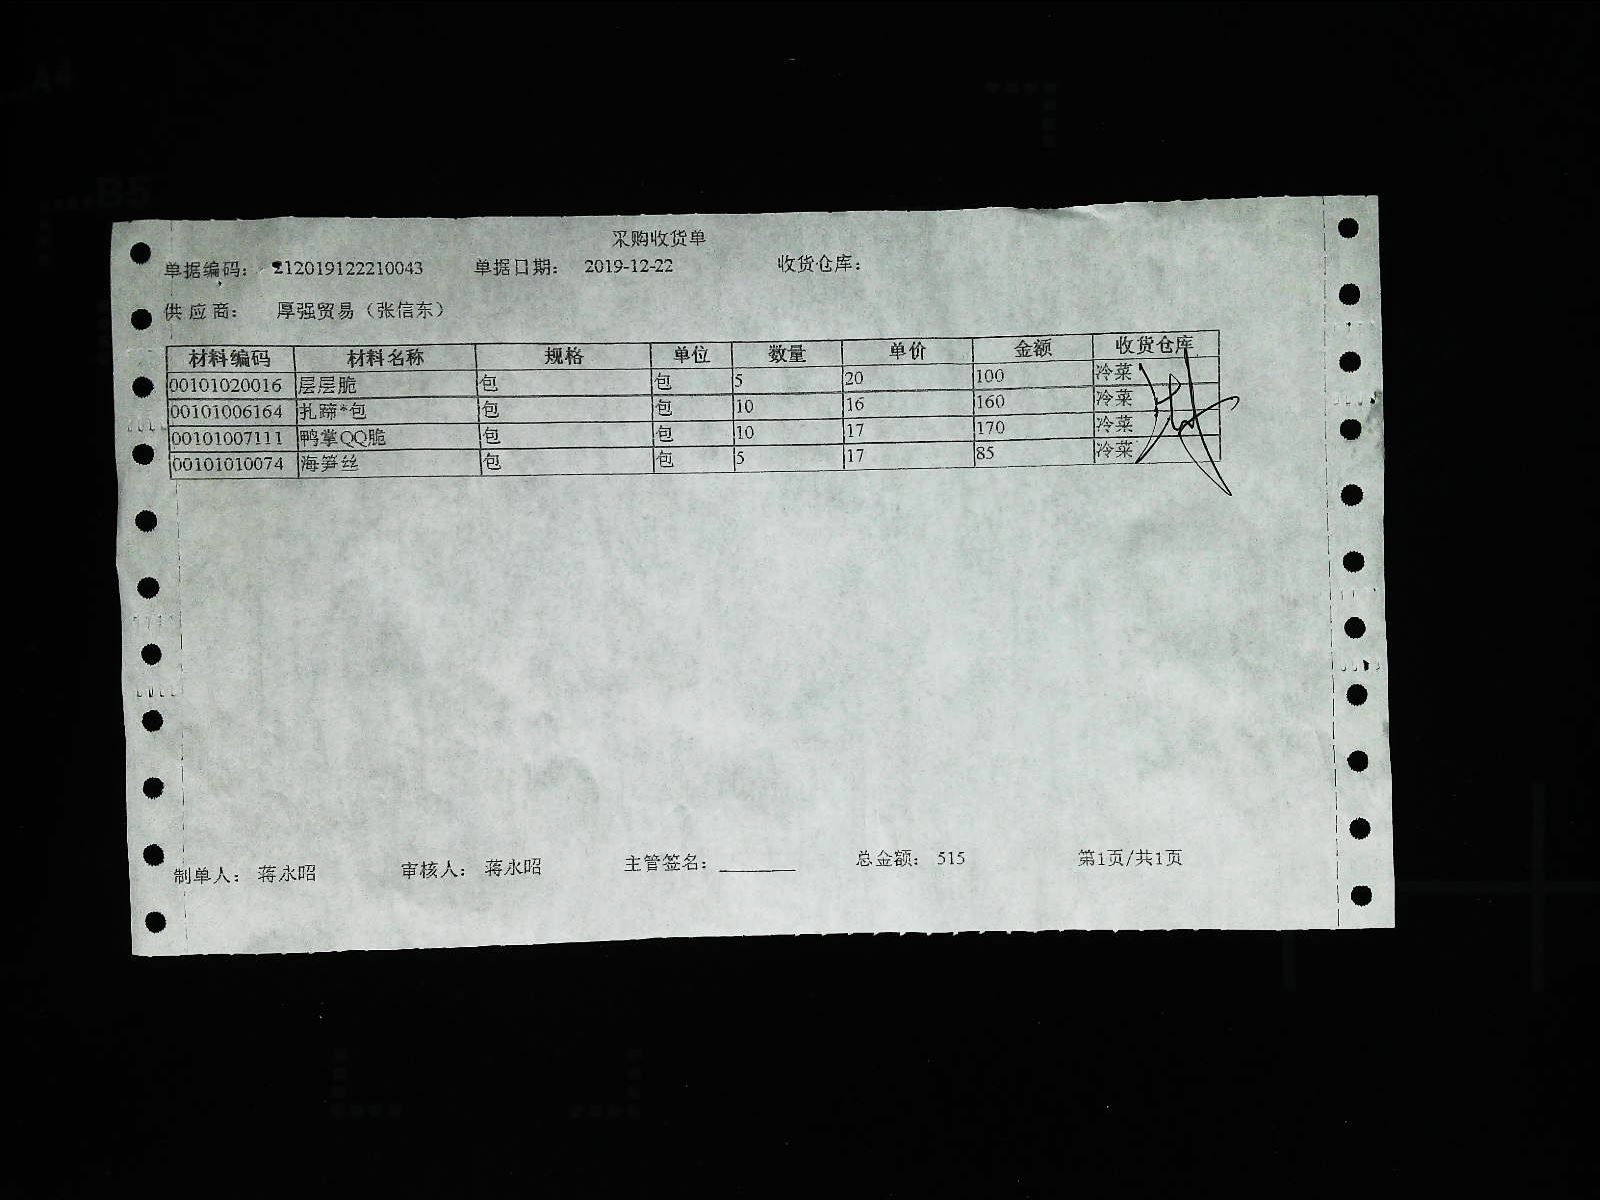 采购收货单
单据编码： 212019122210043 单据日期： 2019-12-22 收货仓库：
供应商： 厚强贸易（张信东）
材料编码 材料名称 规格 单位 数量 单价 金额 收货仓库
00101020016 层层脆 包 包 5 20 100 冷菜
00101006164 扎蹄*包 包 包 10 16 160 冷菜
00101007111 鸭掌QQ脆 包 包 10 17 170 冷菜
00101010074 海笋丝 包 包 5 17 85 冷菜
制单人： 蒋永昭 审核人： 蒋永昭 主管签名：______ 总金额： 515 第1页/共1页